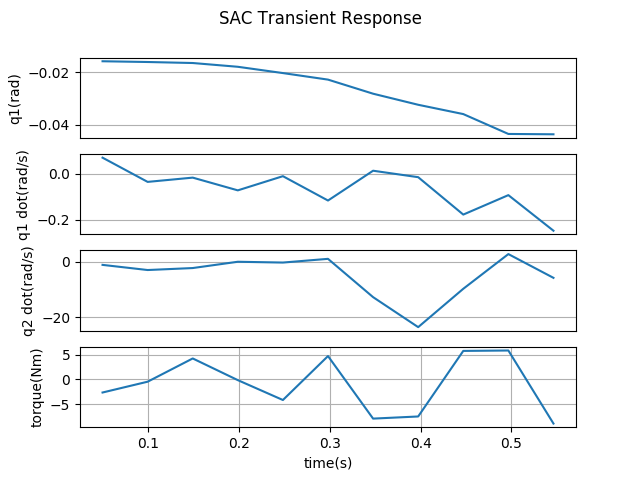 SAC Transient Response
q1(rad)
−0.02
−0.04
q1 dot(rad/s)
0.0
−0.2
q2 dot(rad/s)
0
−20
torque(Nm)
5
0
−5
0.1 0.2 0.3 0.4 0.5
time(s)